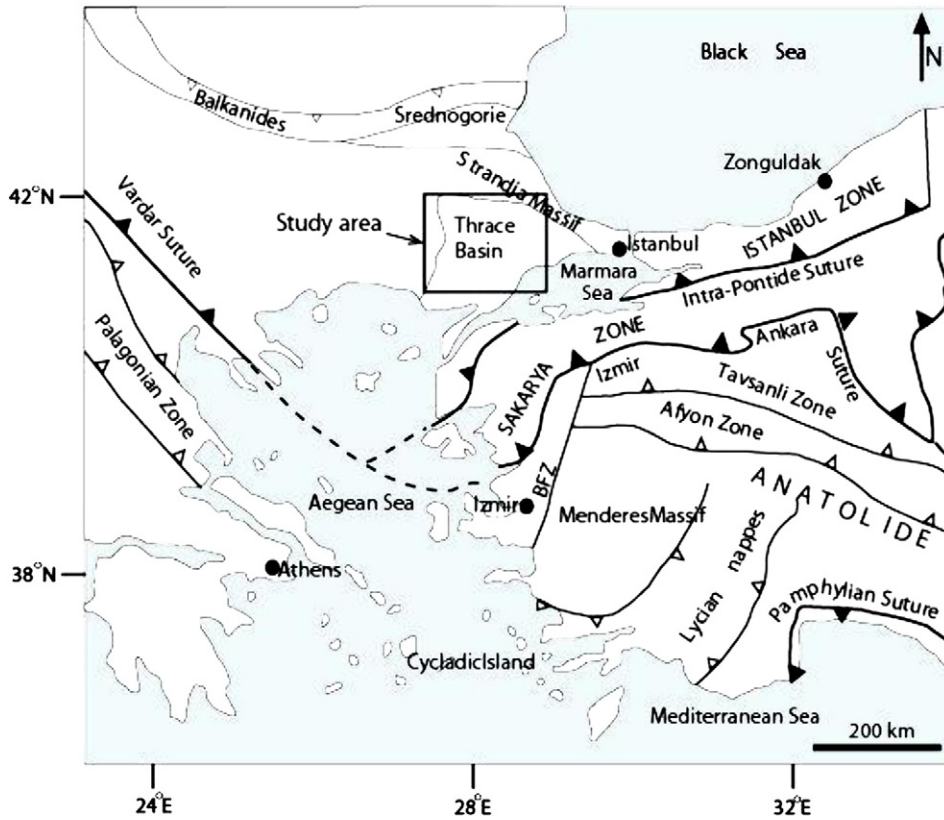 Black Sea
N
Balkanides
Srednogorie
Strandja Massif
Zonguldak
42°N
Vardar Suture
Study area
Thrace
Basin
Istanbul
ISTANBUL ZONE
Marmara
Sea
Intra-Pontide Suture
Palagonian Zone
SAKARYA
ZONE
Izmir
Ankara
Suture
Tavsanli Zone
Afyon Zone
Aegean Sea
Izmir
BFZ
Menderes Massif
ANATOLIDE
38°N
Athens
Lycian nappes
Pamphylian Suture
CycladicIsland
Mediterranean Sea
200 km
24°E
28°E
32°E